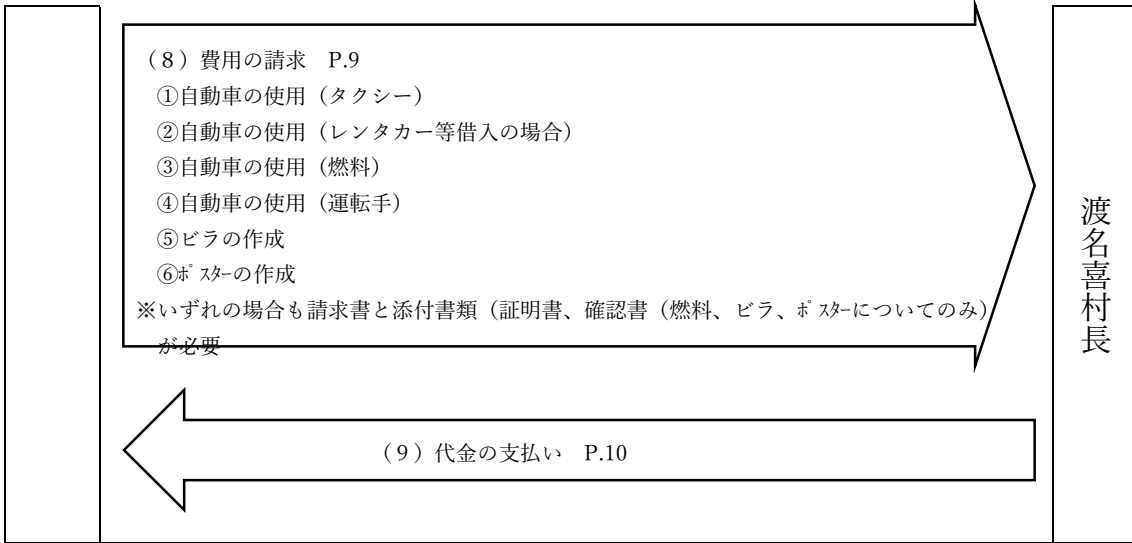 （8）費用の請求　P.9
①自動車の使用（タクシー）
②自動車の使用（レンタカー等借入の場合）
③自動車の使用（燃料）
④自動車の使用（運転手）
⑤ビラの作成
⑥ﾎﾟｽﾀｰの作成
※いずれの場合も請求書と添付書類（証明書、確認書（燃料、ビラ、ﾎﾟｽﾀｰについてのみ）
が必要
渡名喜村長
（9）代金の支払い　P.10